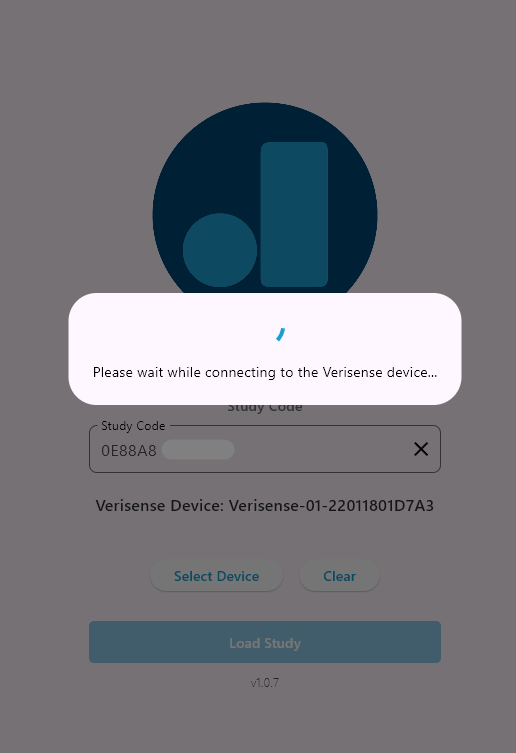 Please wait while connecting to the Verisense device...
Study Code
Study Code
0E88A8
Verisense Device: Verisense-01-22011801D7A3
Select Device
Clear
Load Study
v1.0.7